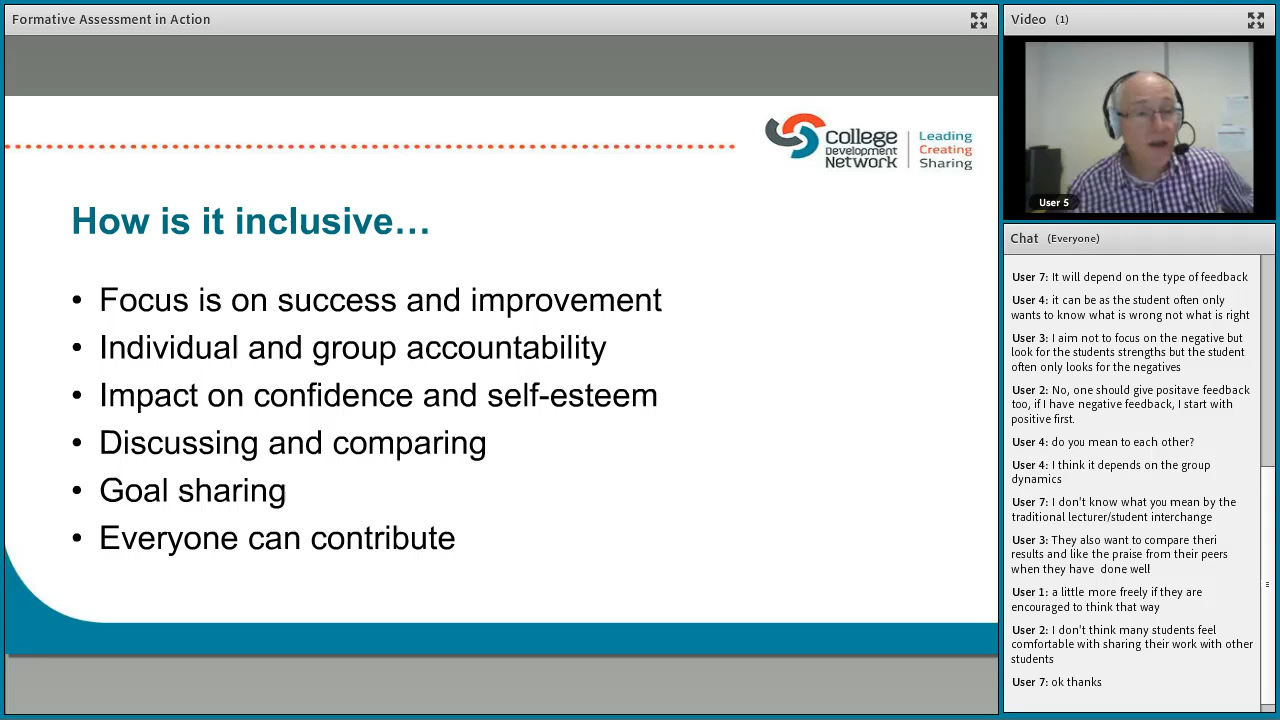 Formative Assessment in Action
College
Development
Network
Leading
Creating
Sharing
How is it inclusive…
• Focus is on success and improvement
• Individual and group accountability
• Impact on confidence and self-esteem
• Discussing and comparing
• Goal sharing
• Everyone can contribute
Video (1)
User 5
Chat (Everyone)
User 7: It will depend on the type of feedback
User 4: it can be as the student often only
wants to know what is wrong not what is right
User 3: I aim not to focus on the negative but
look for the students strengths but the student
often only looks for the negatives
User 2: No, one should give positave feedback
too, if I have negative feedback, I start with
positive first.
User 4: do you mean to each other?
User 4: I think it depends on the group
dynamics
User 7: I don't know what you mean by the
traditional lecturer/student interchange
User 3: They also want to compare theri
results and like the praise from their peers
when they have done well
User 1: a little more freely if they are
encouraged to think that way
User 2: I don't think many students feel
comfortable with sharing their work with other
students
User 7: ok thanks